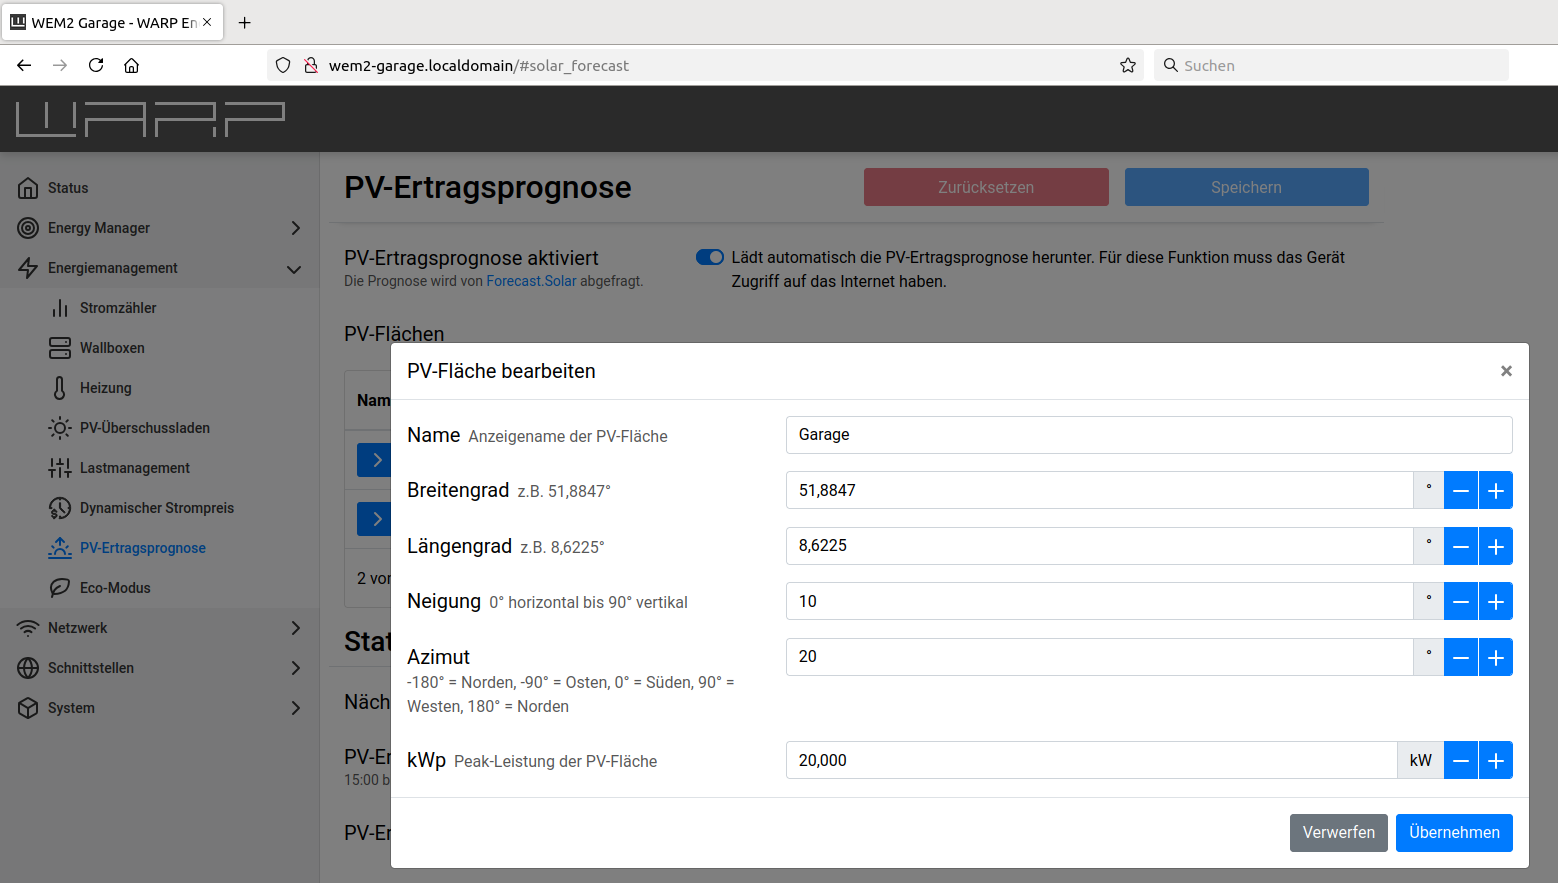 WEM2 Garage - WARP En
wem2-garage.localdomain/#solar_forecast
Suchen
WARP
Status
Energy Manager
Energiemanagement
Stromzähler
Wallboxen
Heizung
PV-Überschussladen
Lastmanagement
Dynamischer Strompreis
PV-Ertragsprognose
Eco-Modus
Netzwerk
Schnittstellen
System
PV-Ertragsprognose
Zurücksetzen
Speichern
PV-Ertragsprognose aktiviert
Die Prognose wird von Forecast.Solar abgefragt.
Lädt automatisch die PV-Ertragsprognose herunter. Für diese Funktion muss das Gerät
Zugriff auf das Internet haben.
PV-Flächen
Nam
2 vor
Stat
Näch
PV-Er
15:00 b
PV-Er
PV-Fläche bearbeiten
×
Name Anzeigename der PV-Fläche
Garage
Breitengrad z.B. 51,8847°
51,8847
°
Längengrad z.B. 8,6225°
8,6225
°
Neigung 0° horizontal bis 90° vertikal
10
°
Azimut
-180° = Norden, -90° = Osten, 0° = Süden, 90° =
Westen, 180° = Norden
20
°
kWp Peak-Leistung der PV-Fläche
20,000
kW
Verwerfen
Übernehmen